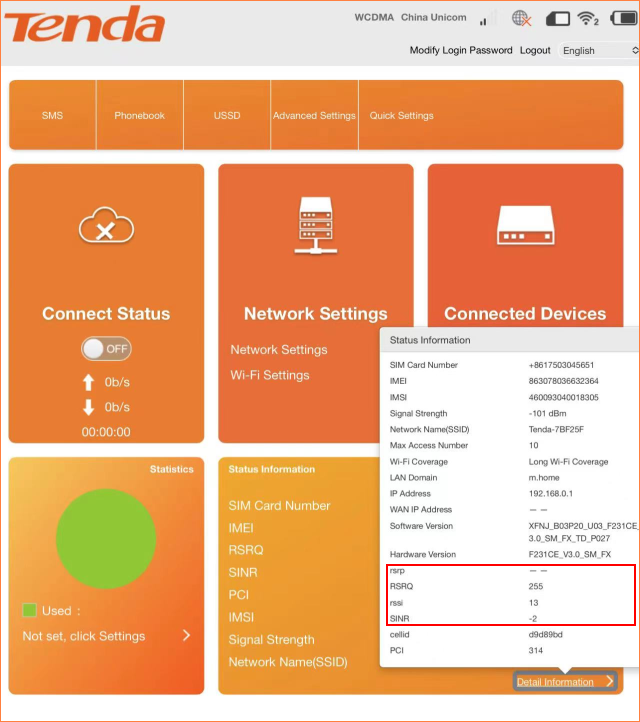 Tenda
WCDMA China Unicom
2
Modify Login Password Logout English
SMS Phonebook USSD Advanced Settings Quick Settings
Connect Status
OFF
0b/s
0b/s
00:00:00
Network Settings
Network Settings
Wi-Fi Settings
Connected Devices
Statistics
Used :
Not set, click Settings
Status Information
SIM Card Number
IMEI
RSRQ
SINR
PCI
IMSI
Signal Strength
Network Name(SSID)
Detail Information
Status Information
SIM Card Number +8617503045651
IMEI 863078036632364
IMSI 460093040018305
Signal Strength -101 dBm
Network Name(SSID) Tenda-7BF25F
Max Access Number 10
Wi-Fi Coverage Long Wi-Fi Coverage
LAN Domain m.home
IP Address 192.168.0.1
WAN IP Address — —
Software Version XFNJ_B03P20_U03_F231CE_
3.0_SM_FX_TD_P027
Hardware Version F231CE_V3.0_SM_FX
rsrp — —
RSRQ 255
rssi 13
SINR -2
cellid d9d89bd
PCI 314